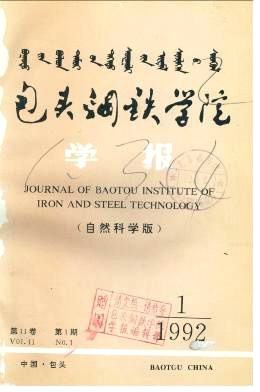 包头钢铁学院
学 报
JOURNAL OF BAOTOU INSTITUTE OF
IRON AND STEEL TECHNOLOGY
(自然科学版)
第11卷 第1期
VOl.11 No.1
1
1992
中国·包头 BAOTOU CHINA